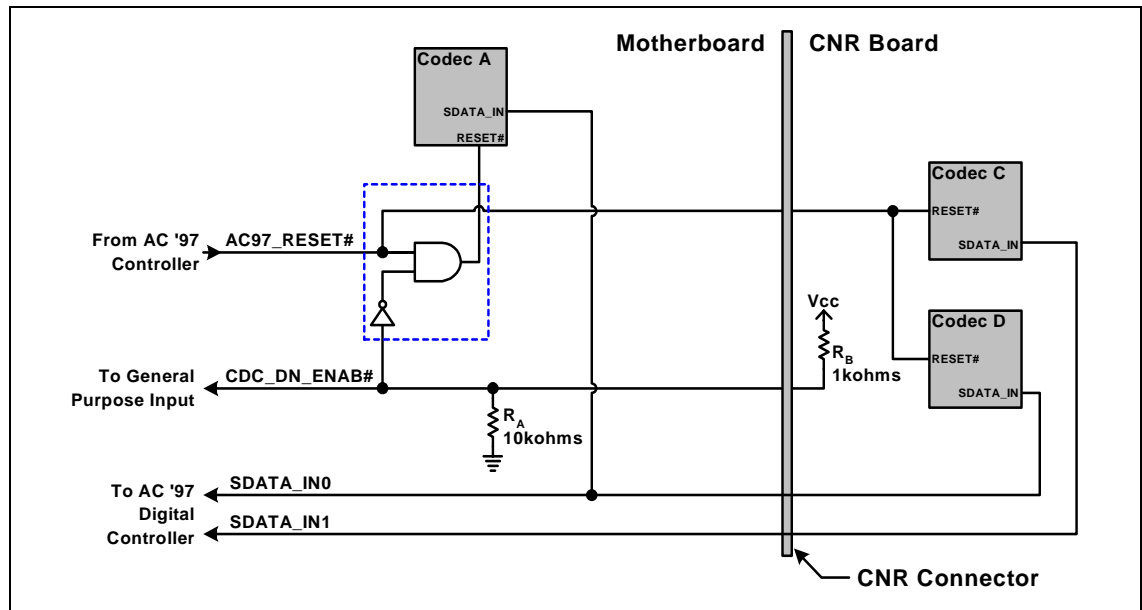 Motherboard
CNR Board
Codec A
SDATA_IN
RESET#
Codec C
RESET#
SDATA_IN
From AC '97
Controller
AC97_RESET#
Vcc
R_B
1kohms
Codec D
RESET#
SDATA_IN
To General
Purpose Input
CDC_DN_ENAB#
R_A
10kohms
To AC '97
Digital
Controller
SDATA_IN0
SDATA_IN1
CNR Connector